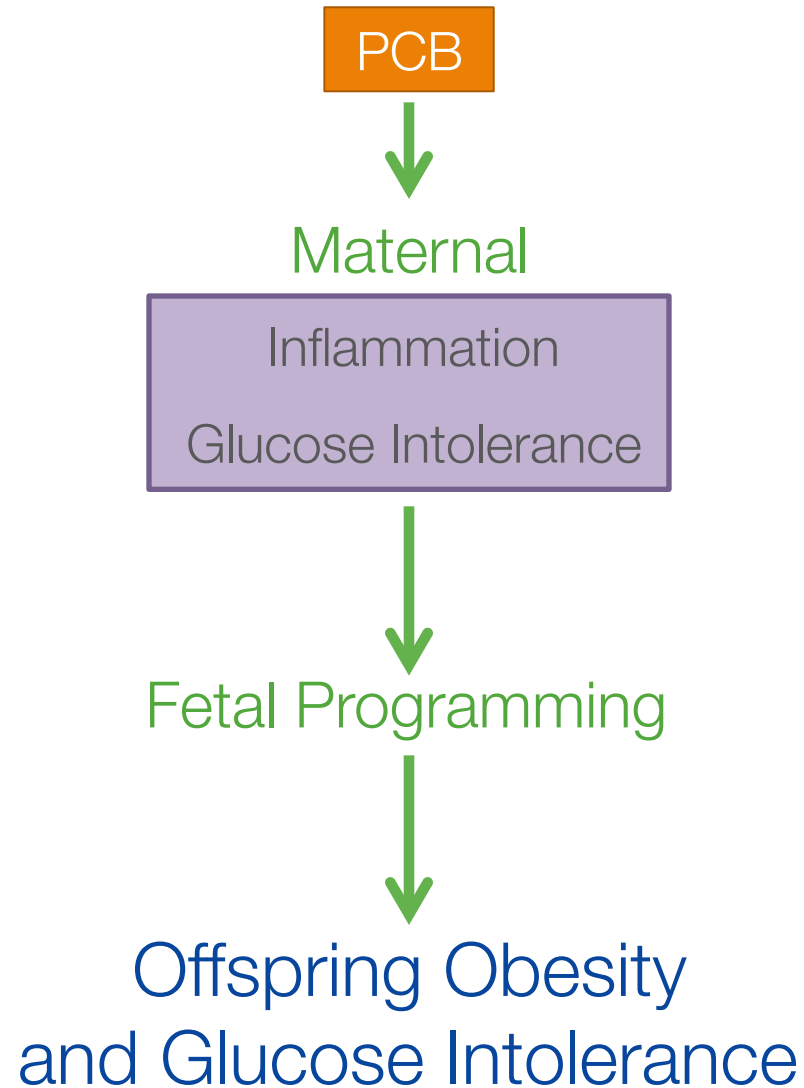 PCB
Maternal
Inflammation
Glucose Intolerance
Fetal Programming
Offspring Obesity
and Glucose Intolerance